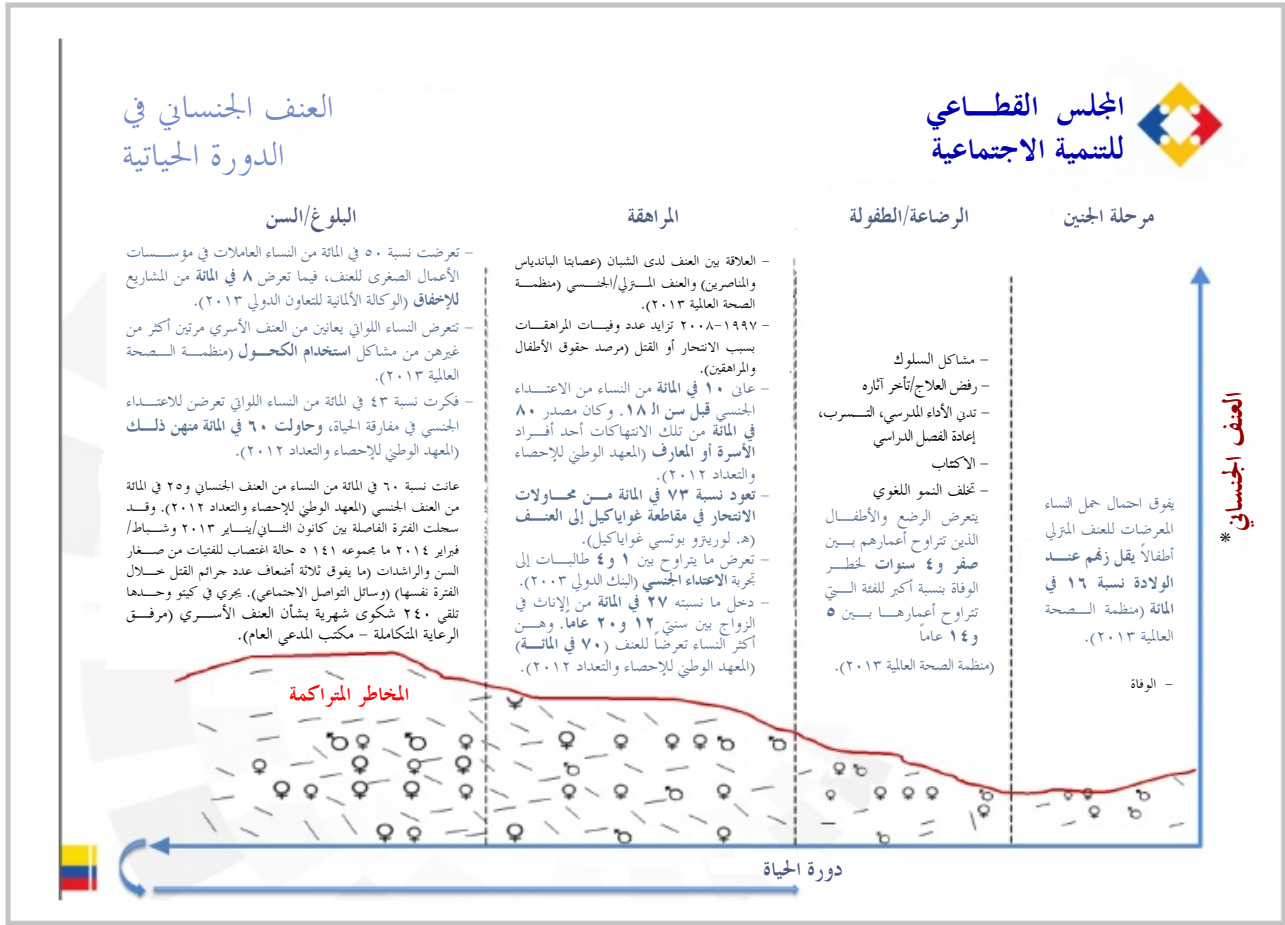 المجلس القطاعي
للتنمية الاجتماعية
العنف الجنساني في
الدورة الحياتية
مرحلة الجنين
يفوق احتمال حمل النساء
المعرضات للعنف المنزلي
أطفالاً يقل زنهم عند
الولادة نسبة ١٦ في
المائة (منظمة الصحة
العالمية ٢٠١٣).
- الوفاة
الرضاعة/الطفولة
- مشاكل السلوك
- رفض العلاج/تأخر آثاره
- تدني الأداء المدرسي، التسرب،
إعادة الفصل الدراسي
- الاكتئاب
- تخلف النمو اللغوي
يتعرض الرضع والأطفال
الذين تتراوح أعمارهم بين
صفر و٤ سنوات لخطر
الوفاة بنسبة أكبر للفئة التي
تتراوح أعمارها بين ٥
و١٤ عاماً
(منظمة الصحة العالمية ٢٠١٣).
المراهقة
- العلاقة بين العنف لدى الشبان (عصابتا الباندياس
والمناصرين) والعنف المنزلي/الجنسي (منظمة
الصحة العالمية ٢٠١٣).
- ١٩٩٧-٢٠٠٨ تزايد عدد وفيات المراهقات
بسبب الانتحار أو القتل (مرصد حقوق الأطفال
والمراهقين).
- عانى ١٠ في المائة من النساء من الاعتداء
الجنسي قبل سن الـ ١٨. وكان مصدر ٨٠
في المائة من تلك الانتهاكات أحد أفراد
الأسرة أو المعارف (المعهد الوطني للإحصاء
والتعداد ٢٠١٢).
- تعود نسبة ٧٣ في المائة من محاولات
الانتحار في مقاطعة غواياكيل إلى العنف
(هـ. لورينزو بوتسي غواياكيل).
- تعرض ما يتراوح بين ١ و٤ طالبات إلى
تجربة الاعتداء الجنسي (البنك الدولي ٢٠٠٣).
- دخل ما نسبته ٢٧ في المائة من الإناث في
الزواج بين سنتي ١٢ و٢٠ عاماً. وهن
أكثر النساء تعرضاً للعنف (٧٠ في المائة)
(المعهد الوطني للإحصاء والتعداد ٢٠١٢).
البلوغ/السن
- تعرضت نسبة ٥٠ في المائة من النساء العاملات في مؤسسات
الأعمال الصغرى للعنف، فيما تعرض ٨ في المائة من المشاريع
للإخفاق (الوكالة الألمانية للتعاون الدولي ٢٠١٣).
- تتعرض النساء اللواتي يعانين من العنف الأسري مرتين أكثر من
غيرهن من مشاكل استخدام الكحول (منظمة الصحة
العالمية ٢٠١٣).
- فكرت نسبة ٤٣ في المائة من النساء اللواتي تعرضن للاعتداء
الجنسي في مفارقة الحياة، وحاولت ٦٠ في المائة منهن ذلك
(المعهد الوطني للإحصاء والتعداد ٢٠١٢).
عانت نسبة ٦٠ في المائة من النساء من العنف الجنساني و٢٥ في المائة
من العنف الجنسي (المعهد الوطني للإحصاء والتعداد ٢٠١٢). وقد
سجلت الفترة الفاصلة بين كانون الثاني/يناير ٢٠١٣ وشباط/
فبراير ٢٠١٤ ما مجموعه ١٤١ ٥ حالة اغتصاب للفتيات من صغار
السن والراشدات (ما يفوق ثلاثة أضعاف عدد جرائم القتل خلال
الفترة نفسها) (وسائل التواصل الاجتماعي). يجري في كيتو وحدها
تلقي ٢٤٠ شكوى شهرية بشأن العنف الأسري (مرفق
الرعاية المتكاملة - مكتب المدعي العام).
المخاطر المتراكمة
العنف الجنساني*
دورة الحياة